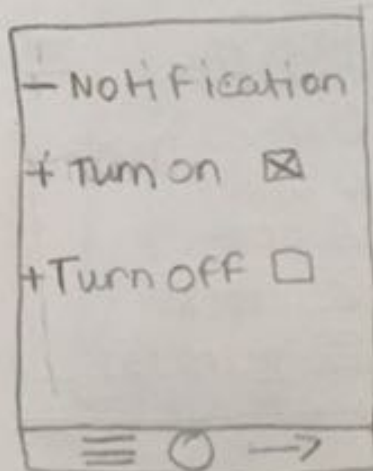 - Notification
+ Turn on ☒
+ Turn off ☐